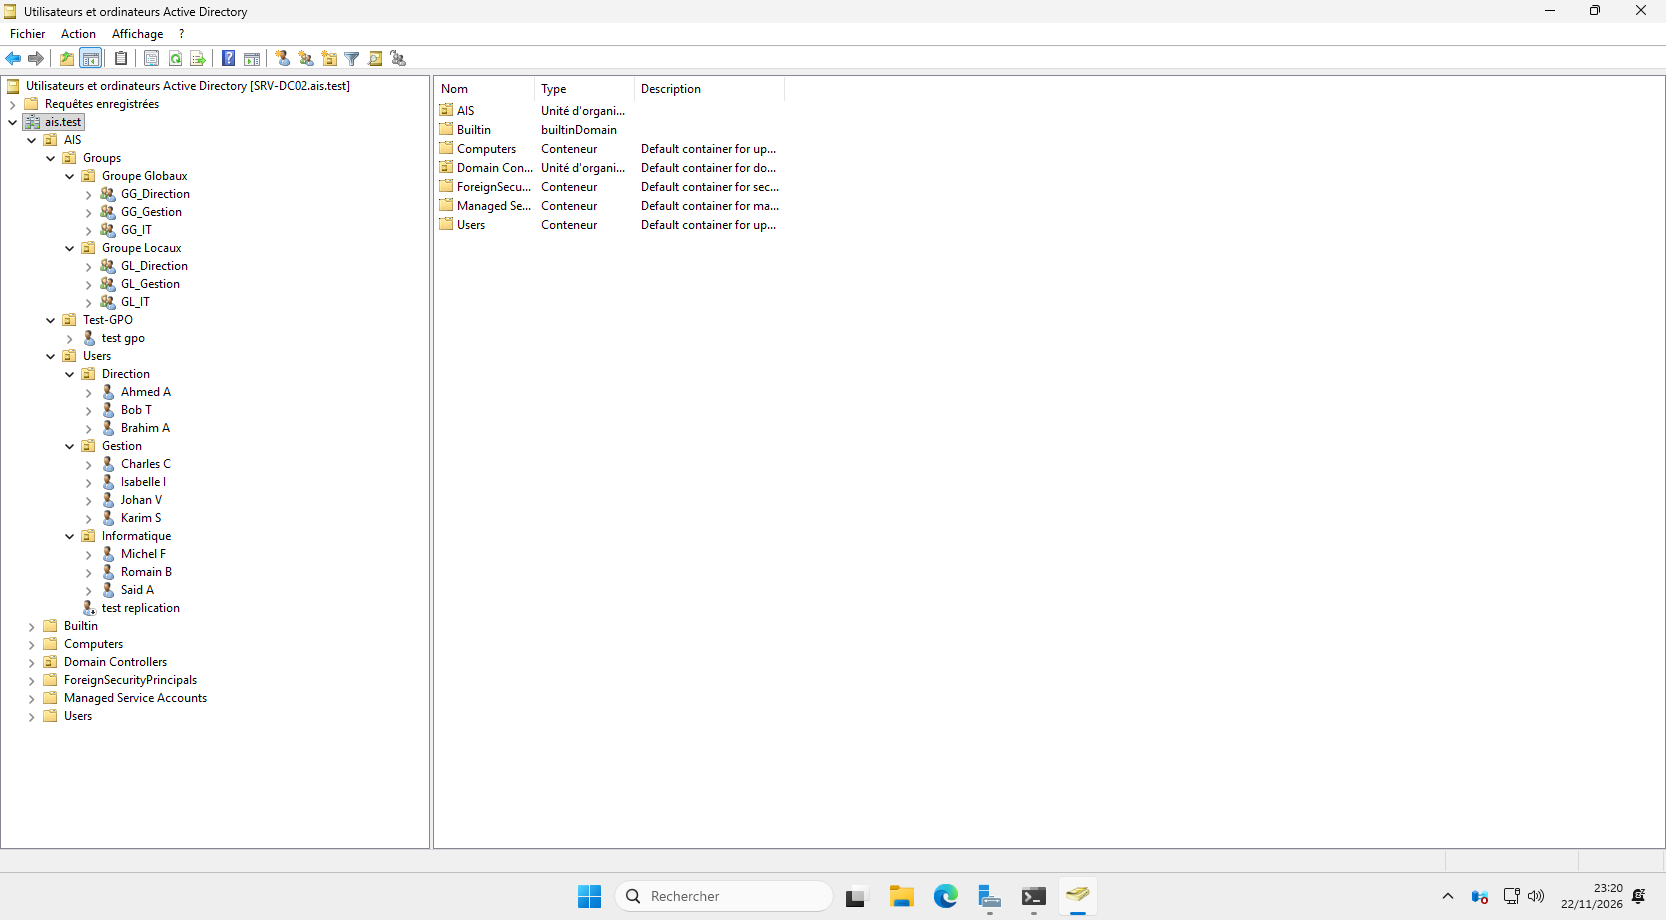 Utilisateurs et ordinateurs Active Directory
Fichier Action Affichage ?
Utilisateurs et ordinateurs Active Directory [SRV-DC02.ais.test]
Requêtes enregistrées
ais.test
AIS
Groups
Groupe Globaux
GG_Direction
GG_Gestion
GG_IT
Groupe Locaux
GL_Direction
GL_Gestion
GL_IT
Test-GPO
test gpo
Users
Direction
Ahmed A
Bob T
Brahim A
Gestion
Charles C
Isabelle I
Johan V
Karim S
Informatique
Michel F
Romain B
Said A
test replication
Builtin
Computers
Domain Controllers
ForeignSecurityPrincipals
Managed Service Accounts
Users
Nom Type Description
AIS Unité d'organi...
Builtin builtinDomain
Computers Conteneur Default container for up...
Domain Con... Unité d'organi... Default container for do...
ForeignSecu... Conteneur Default container for sec...
Managed Se... Conteneur Default container for ma...
Users Conteneur Default container for up...
Rechercher
23:20
22/11/2026